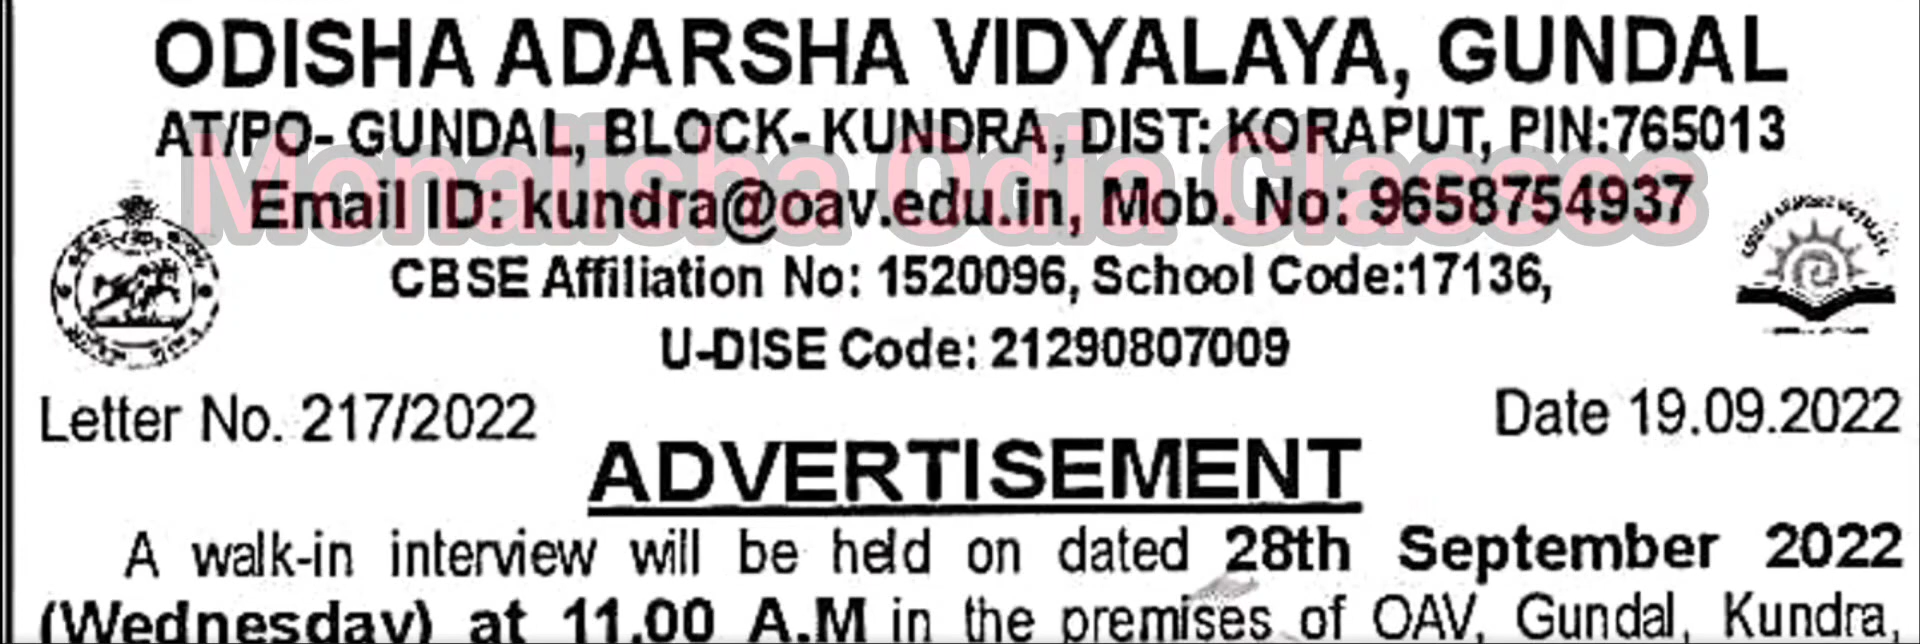 ODISHA ADARSHA VIDYALAYA, GUNDAL
AT/PO- GUNDAL, BLOCK- KUNDRA, DIST: KORAPUT, PIN:765013
Monalisha Odia Classes
Email ID: kundra@oav.edu.in, Mob. No: 9658754937
CBSE Affiliation No: 1520096, School Code:17136,
U-DISE Code: 21290807009
Letter No. 217/2022
Date 19.09.2022
ADVERTISEMENT
A walk-in interview will be held on dated 28th September 2022
(Wednesday) at 11.00 A.M in the premises of OAV, Gundal, Kundra,